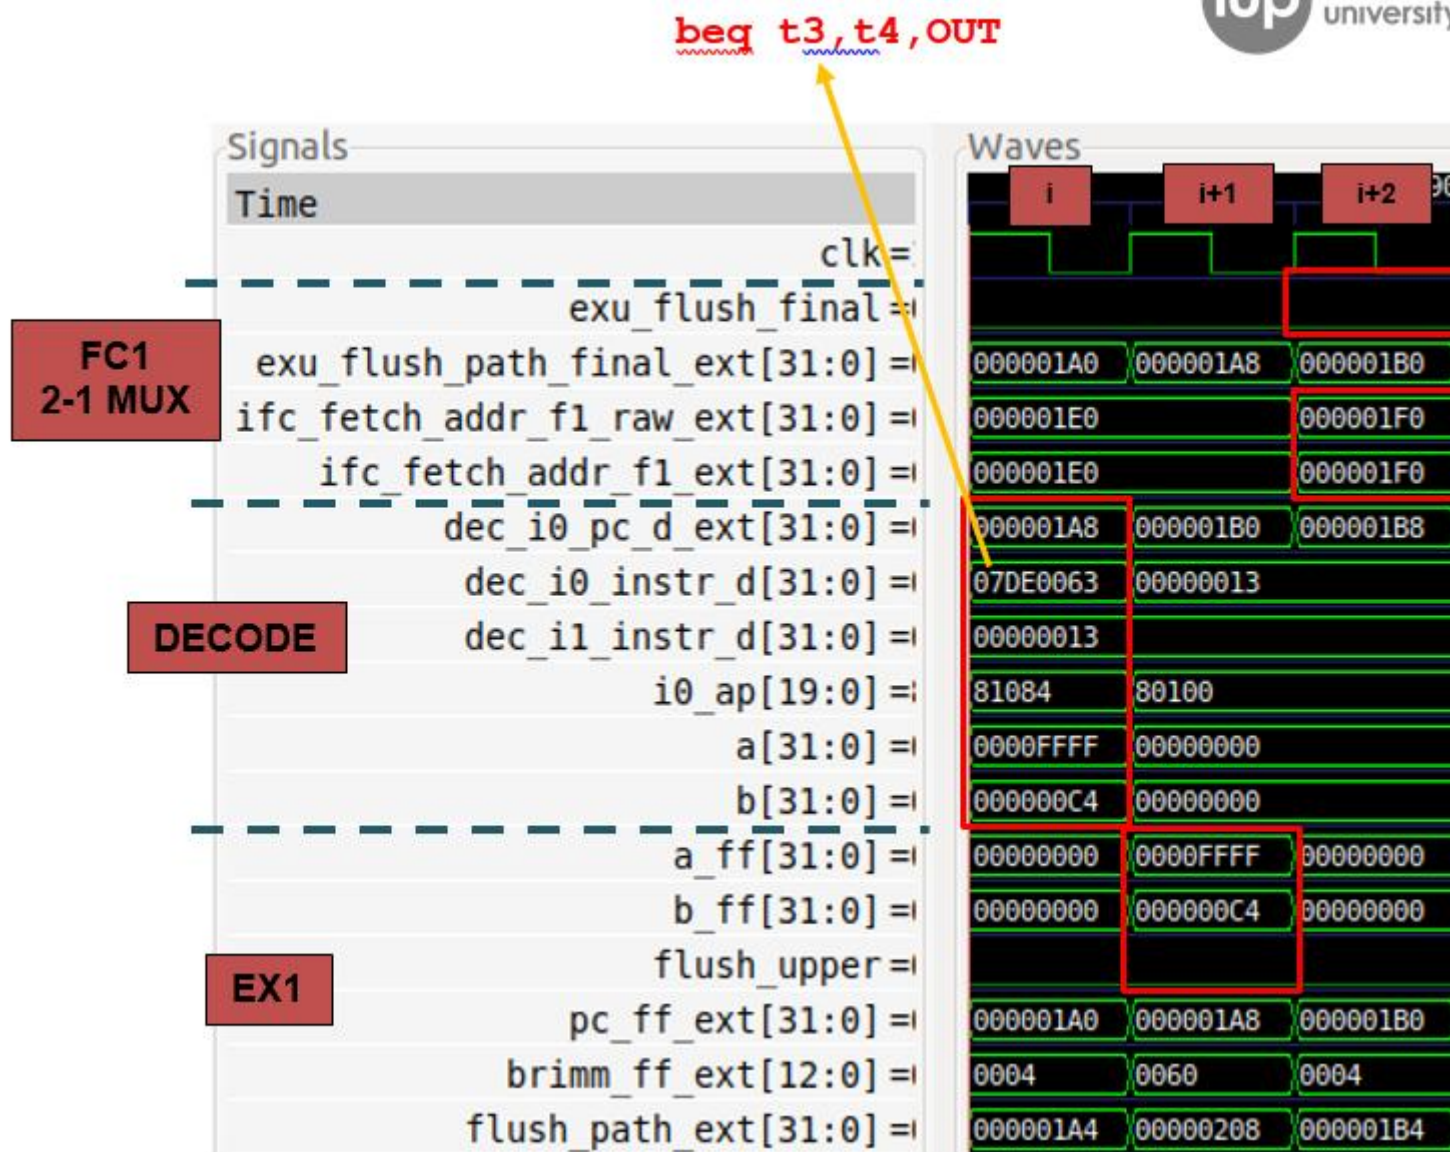 university
beq t3,t4,OUT
Signals
Waves
Time
i
i+1
i+2
clk=
exu_flush_final=
FC1
2-1 MUX
exu_flush_path_final_ext[31:0]= 000001A0 000001A8 000001B0
ifc_fetch_addr_f1_raw_ext[31:0]= 000001E0 000001F0
ifc_fetch_addr_f1_ext[31:0]= 000001E0 000001F0
DECODE
dec_i0_pc_d_ext[31:0]= 000001A8 000001B0 000001B8
dec_i0_instr_d[31:0]= 07DE0063 00000013
dec_i1_instr_d[31:0]= 00000013
i0_ap[19:0]= 81084 80100
a[31:0]= 0000FFFF 00000000
b[31:0]= 000000C4 00000000
EX1
a_ff[31:0]= 00000000 0000FFFF 00000000
b_ff[31:0]= 00000000 000000C4 00000000
flush_upper=
pc_ff_ext[31:0]= 000001A0 000001A8 000001B0
brimm_ff_ext[12:0]= 0004 0060 0004
flush_path_ext[31:0]= 000001A4 00000208 000001B4